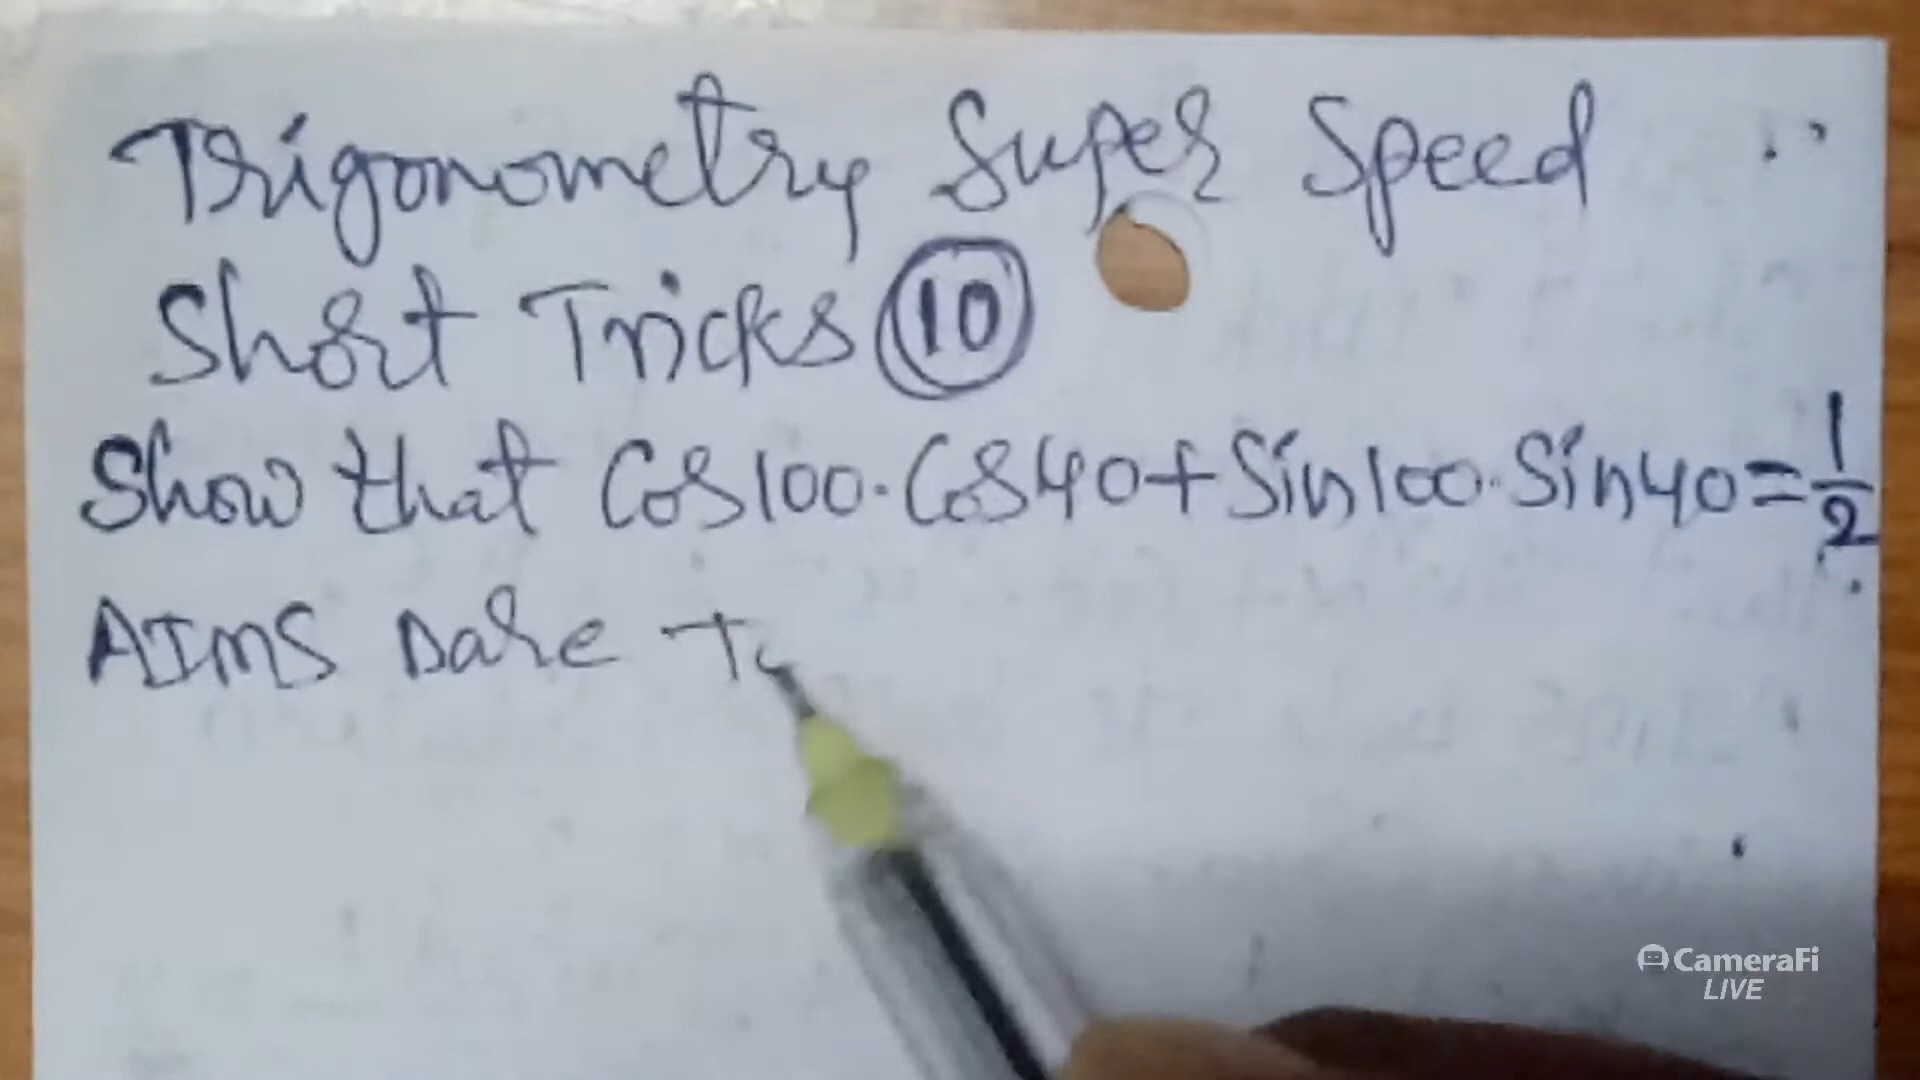 Trigonometry Super Speed
Short Tricks 10
Show that Cos100.Cos40+Sin100.Sin40=1/2
AIMS Dare
CameraFi
LIVE